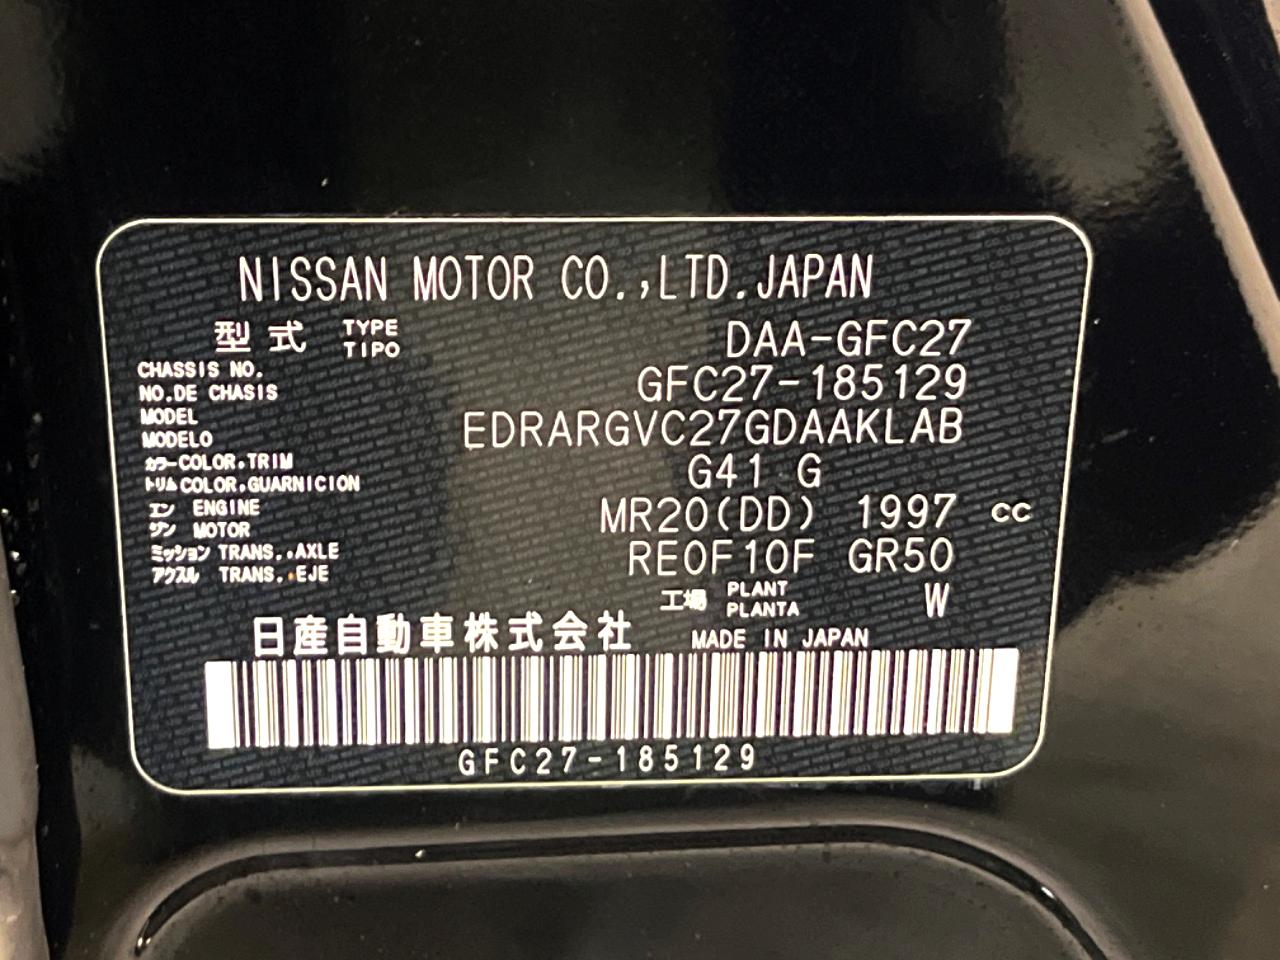 NISSAN MOTOR CO.,LTD.JAPAN
型式 TYPE TIPO DAA-GFC27
CHASSIS NO. NO.DE CHASIS GFC27-185129
MODEL MODELO EDRARGVC27GDAAKLAB
カラー COLOR.TRIM G41 G
トリム COLOR.GUARNICION
エンジン ENGINE MOTOR MR20(DD) 1997 cc
ミッション TRANS..AXLE RE0F10F GR50
アクスル TRANS..EJE
工場 PLANT PLANTA W
日産自動車株式会社 MADE IN JAPAN
GFC27-185129